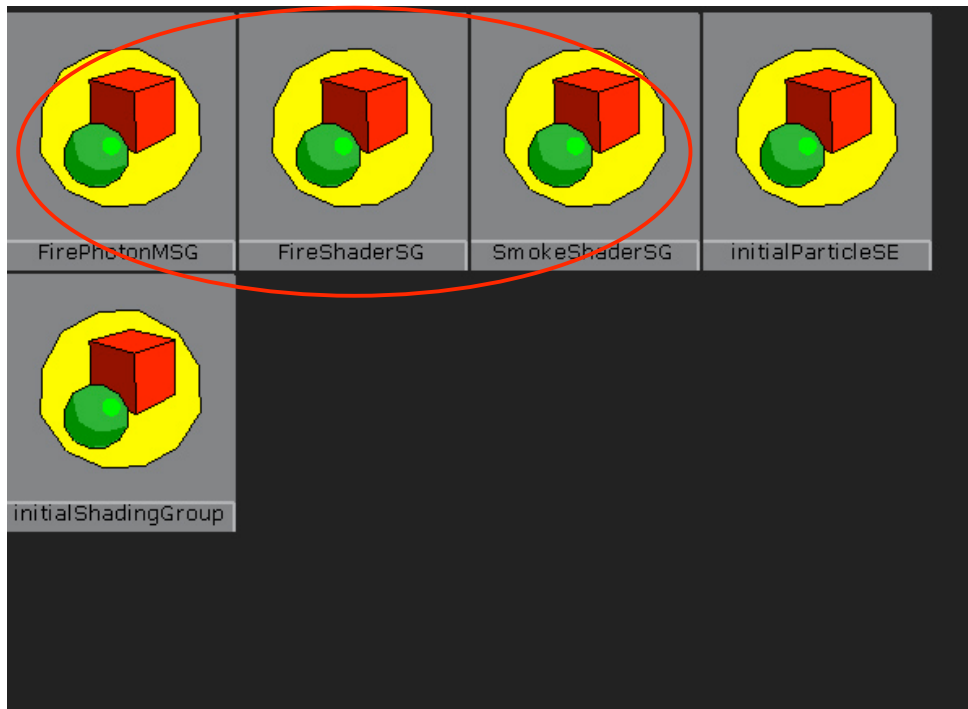 FirePhotonMSG
FireShaderSG
SmokeShaderSG
initialParticleSE
initialShadingGroup